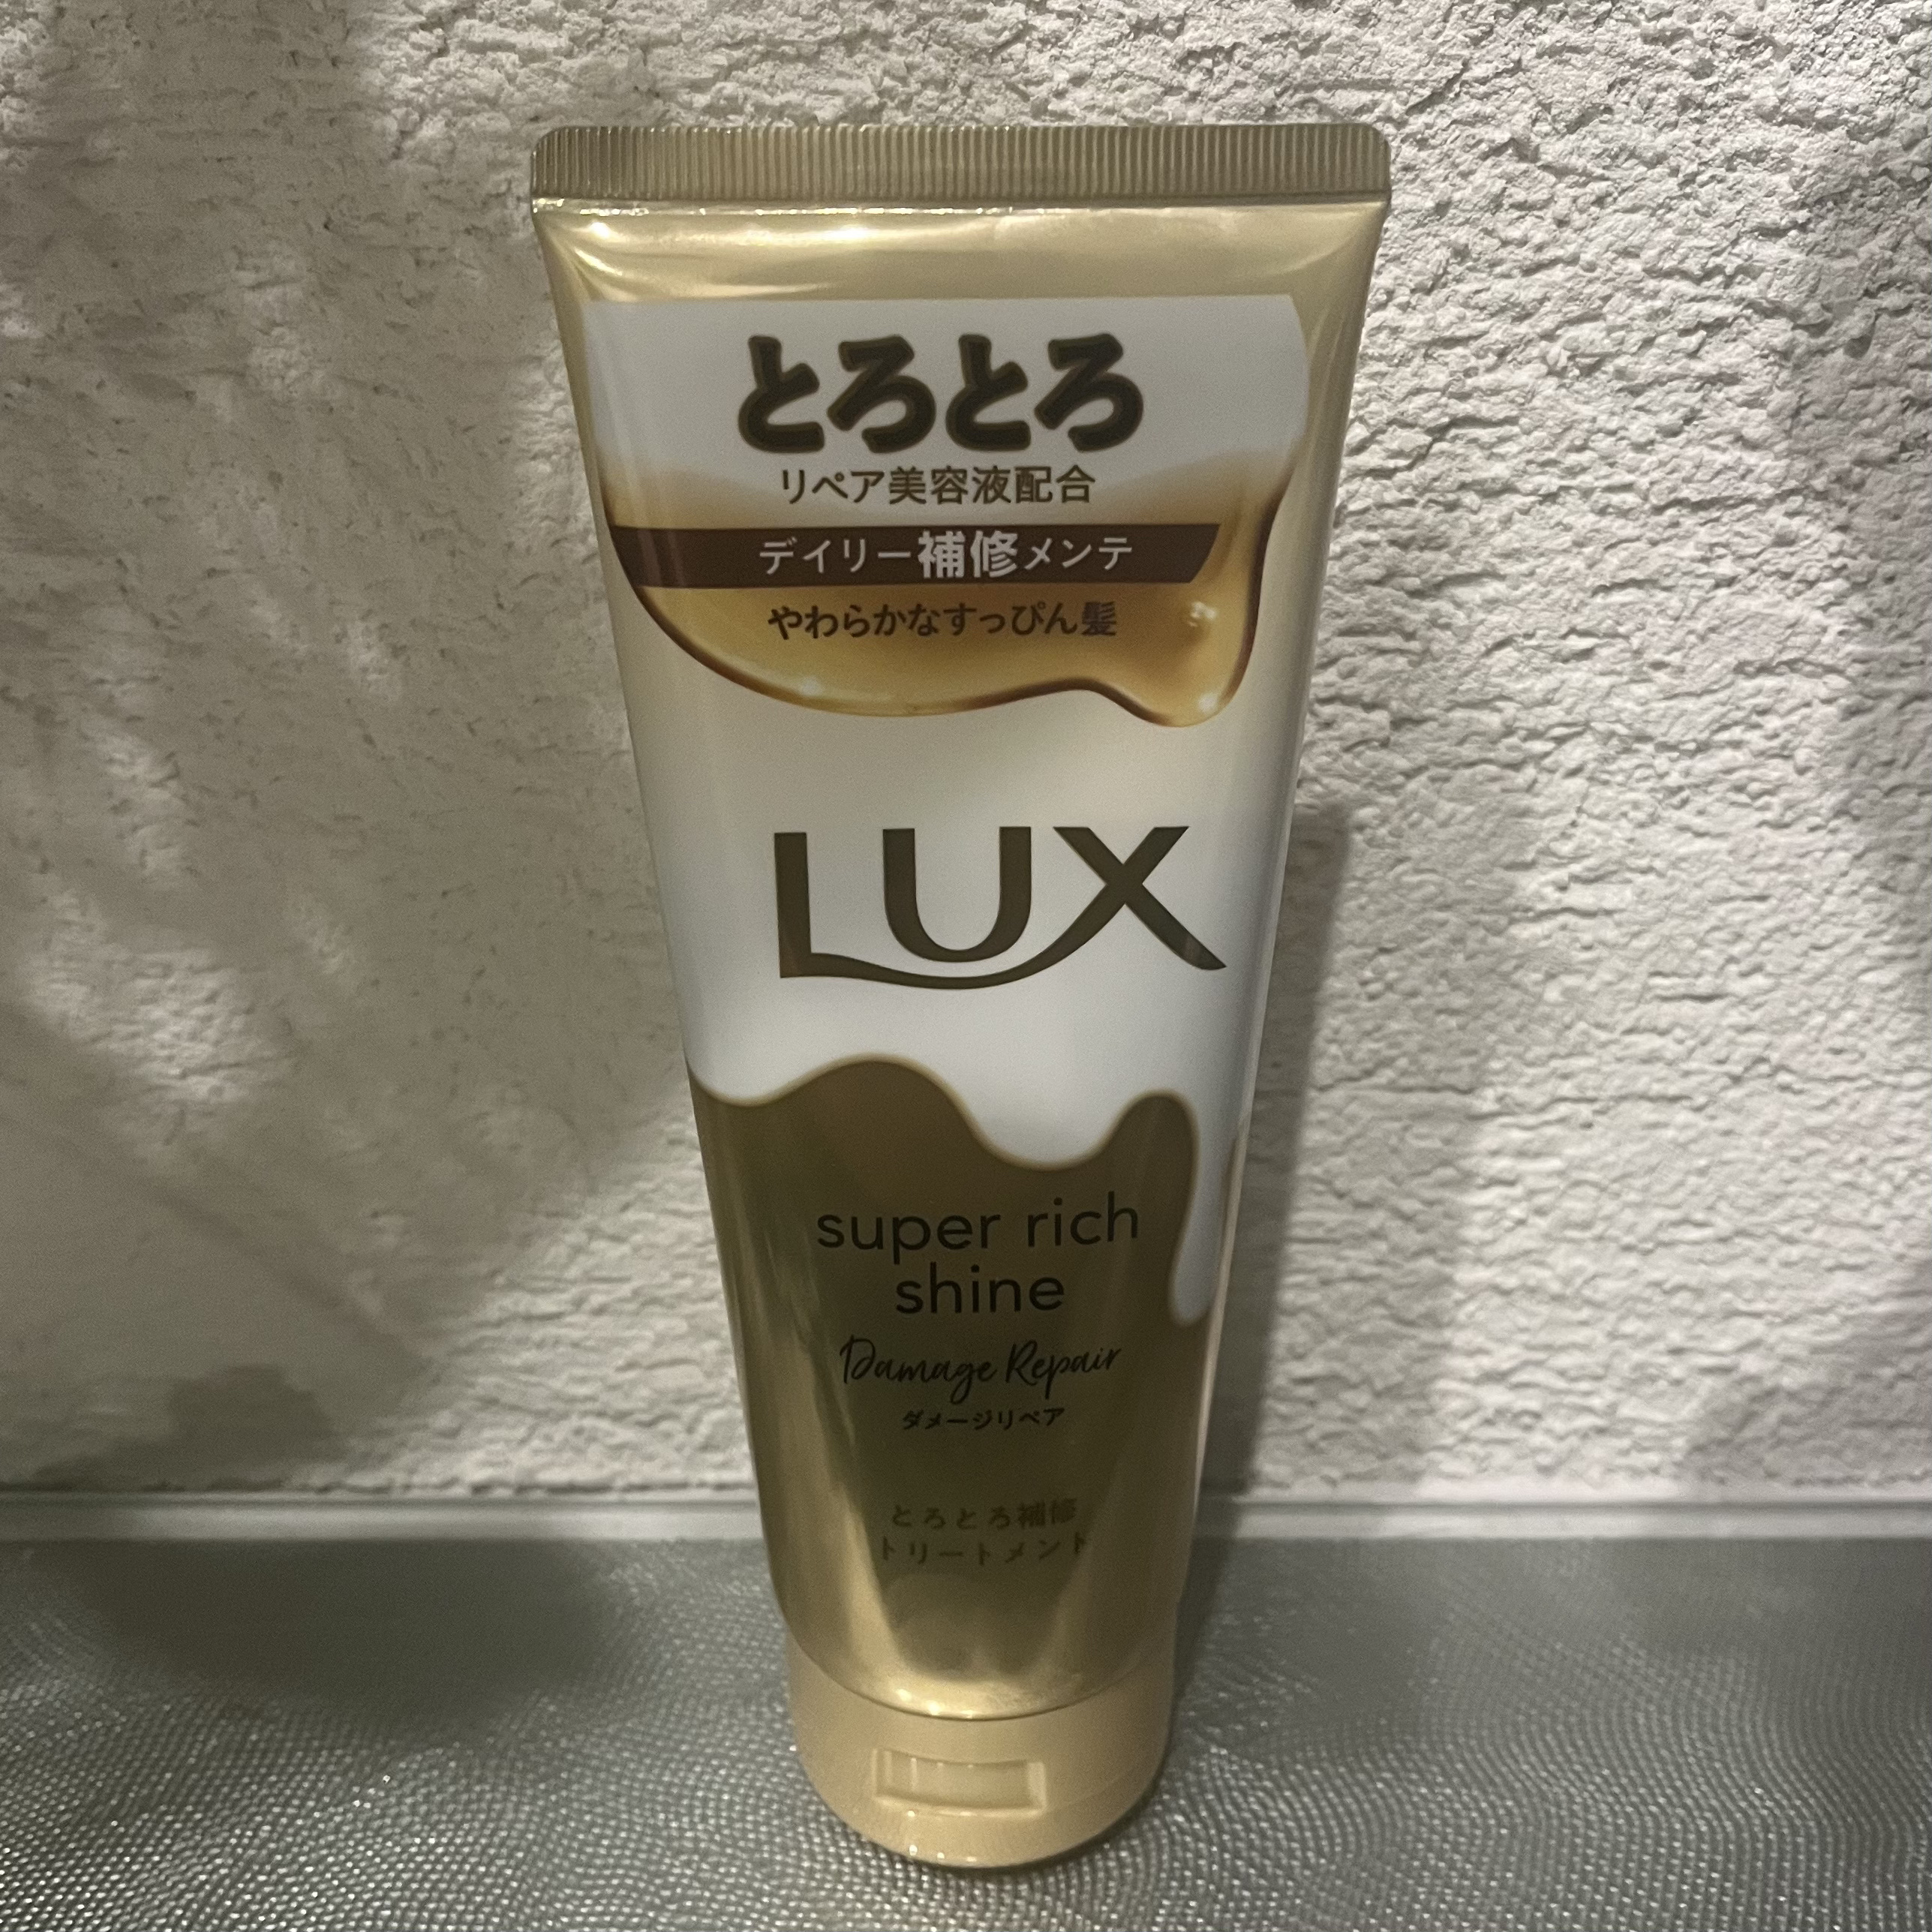 とろとろ
リペア美容液配合
デイリー補修メンテ
やわらかなすっぴん髪
LUX
super rich
shine
Damage Repair
ダメージリペア
とろとろ補修
トリートメント